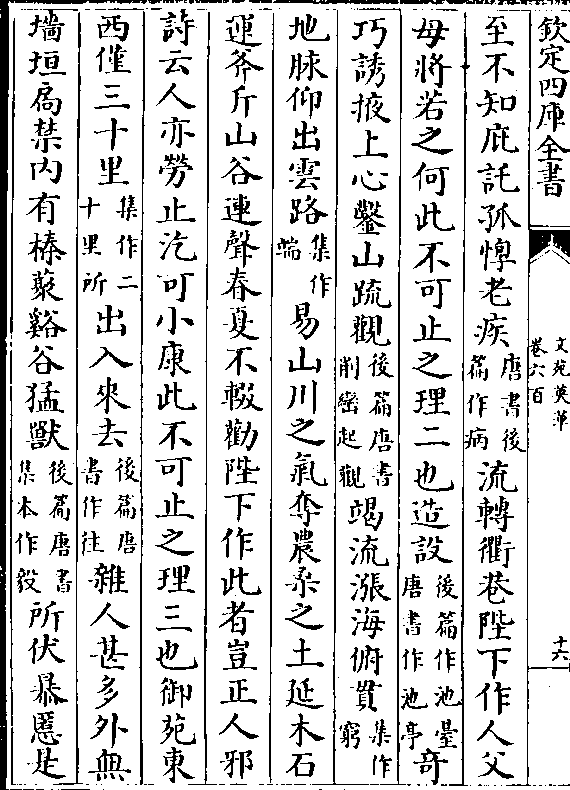 欽定四庫全書
文苑英華
卷六百
十六
至不知庇託孤惸老疾唐書後篇作病流轉衢巷陛下作人父
母將若之何此不可止之理二也造設後篇作池臺唐書作池亭奇
巧誘掖上心鑿山疏觀後篇唐書削巒起觀竭流漲海俯貫集作窮
地脉仰出雲路集作端易山川之氣奪農桑之土延木石
運斧斤山谷連聲春夏不輟勸陛下作此者豈正人邪
詩云人亦勞止汔可小康此不可止之理三也御苑東
西僅三十里集作二十里所出入來去後篇唐書作往雜人甚多外無
墻垣扃禁内有榛藂谿谷猛獸後篇唐書集本作毅所伏暴慝是